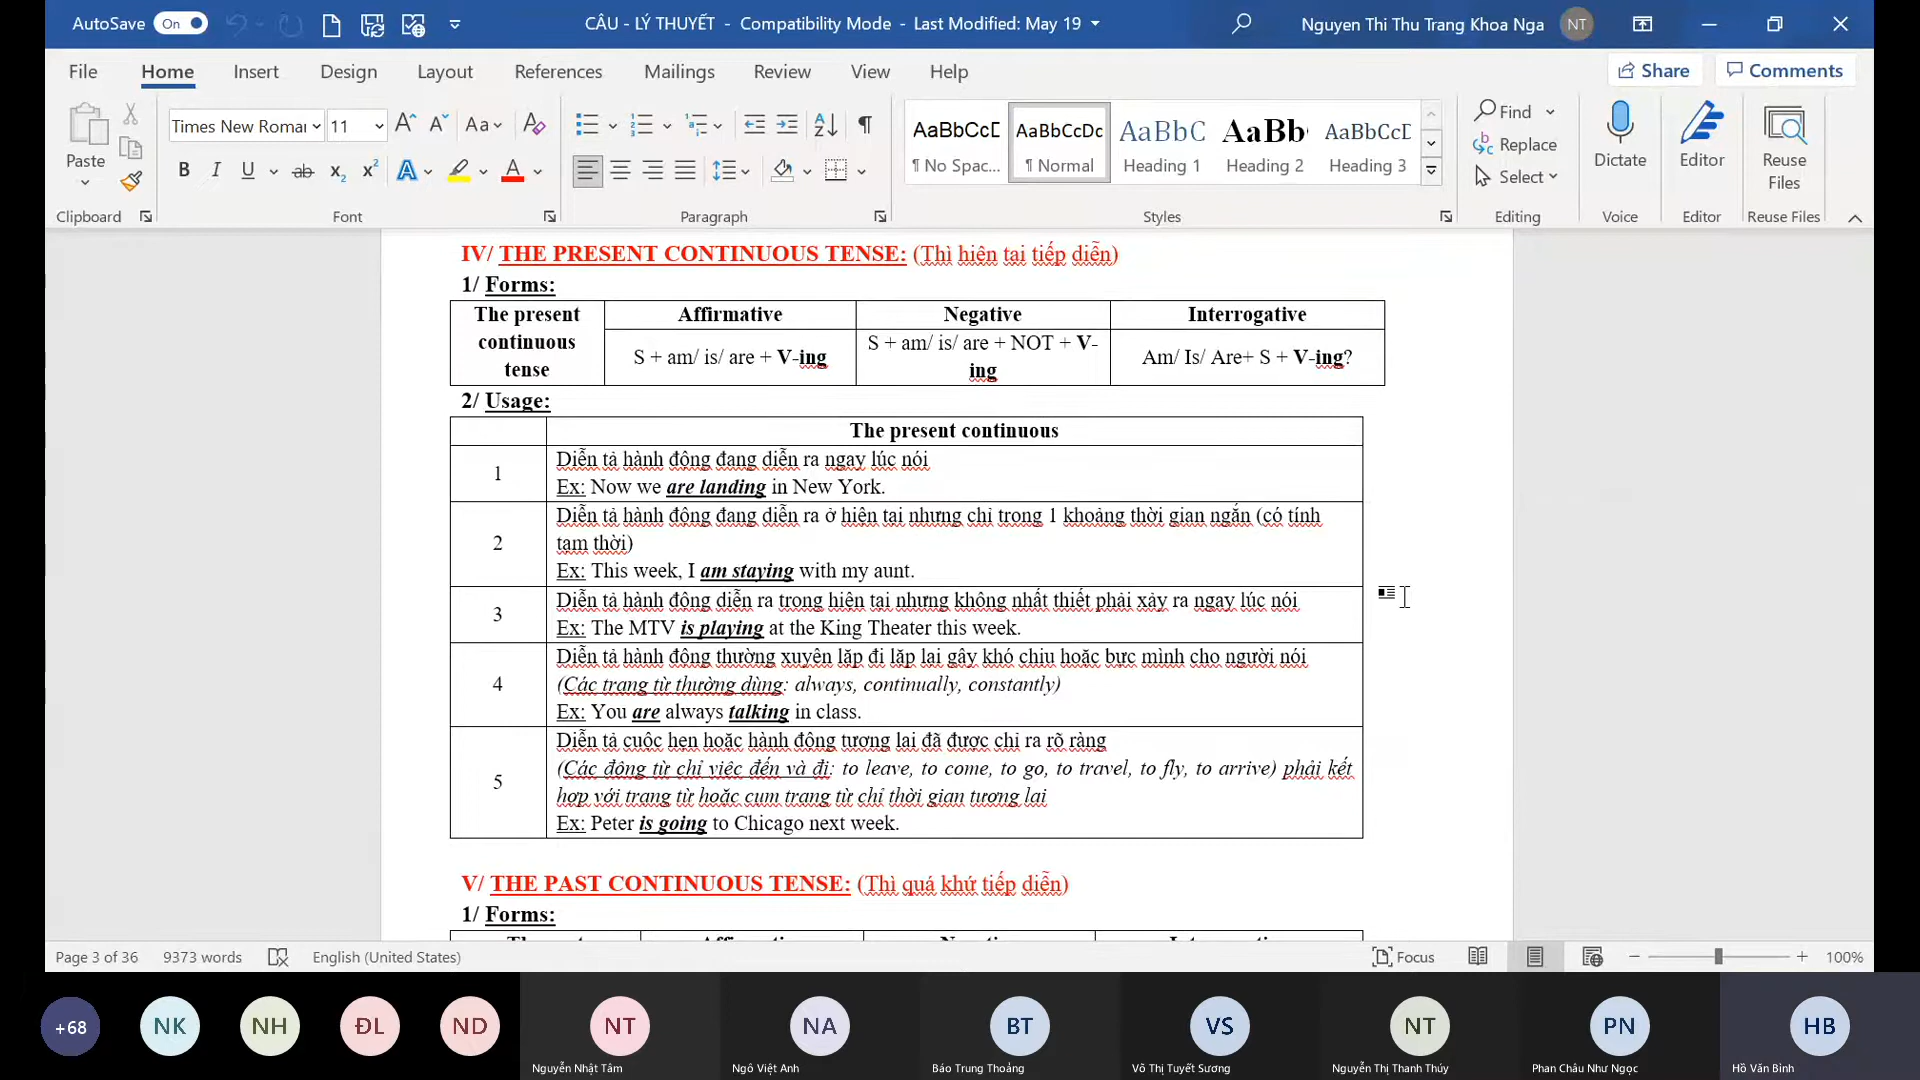 AutoSave On CÂU - LÝ THUYẾT - Compatibility Mode - Last Modified: May 19 Nguyen Thi Thu Trang Khoa Nga NT
File Home Insert Design Layout References Mailings Review View Help Share Comments
Times New Romar 11 AaBbCcD AaBbCcDc AaBbC AaBb AaBbCcD Find
Paste Replace Dictate Editor Reuse Files
B I U ab x₂ x² A A ¶ No Spac... ¶ Normal Heading 1 Heading 2 Heading 3 Select
Clipboard Font Paragraph Styles Editing Voice Editor Reuse Files
IV/ THE PRESENT CONTINUOUS TENSE: (Thì hiện tại tiếp diễn)
1/ Forms:
The present continuous tense Affirmative Negative Interrogative
S + am/ is/ are + V-ing S + am/ is/ are + NOT + V-ing Am/ Is/ Are+ S + V-ing?
2/ Usage:
The present continuous
1 Diễn tả hành động đang diễn ra ngay lúc nói
Ex: Now we are landing in New York.
2 Diễn tả hành động đang diễn ra ở hiện tại nhưng chỉ trong 1 khoảng thời gian ngắn (có tính
tạm thời)
Ex: This week, I am staying with my aunt.
3 Diễn tả hành động diễn ra trong hiện tại nhưng không nhất thiết phải xảy ra ngay lúc nói
Ex: The MTV is playing at the King Theater this week.
4 Diễn tả hành động thường xuyên lặp đi lặp lại gây khó chịu hoặc bực mình cho người nói
(Các trạng từ thường dùng: always, continually, constantly)
Ex: You are always talking in class.
5 Diễn tả cuộc hẹn hoặc hành động tương lai đã được chỉ ra rõ ràng
(Các động từ chỉ việc đến và đi: to leave, to come, to go, to travel, to fly, to arrive) phải kết
hợp với trạng từ hoặc cụm trạng từ chỉ thời gian tương lai
Ex: Peter is going to Chicago next week.
V/ THE PAST CONTINUOUS TENSE: (Thì quá khứ tiếp diễn)
1/ Forms:
Page 3 of 36 9373 words English (United States) Focus 100%
+68 NK NH ĐL ND NT NA BT VS NT PN HB
Nguyễn Nhật Tâm Ngô Việt Anh Báo Trung Thoảng Võ Thị Tuyết Sương Nguyễn Thị Thanh Thúy Phan Châu Như Ngọc Hồ Văn Bình